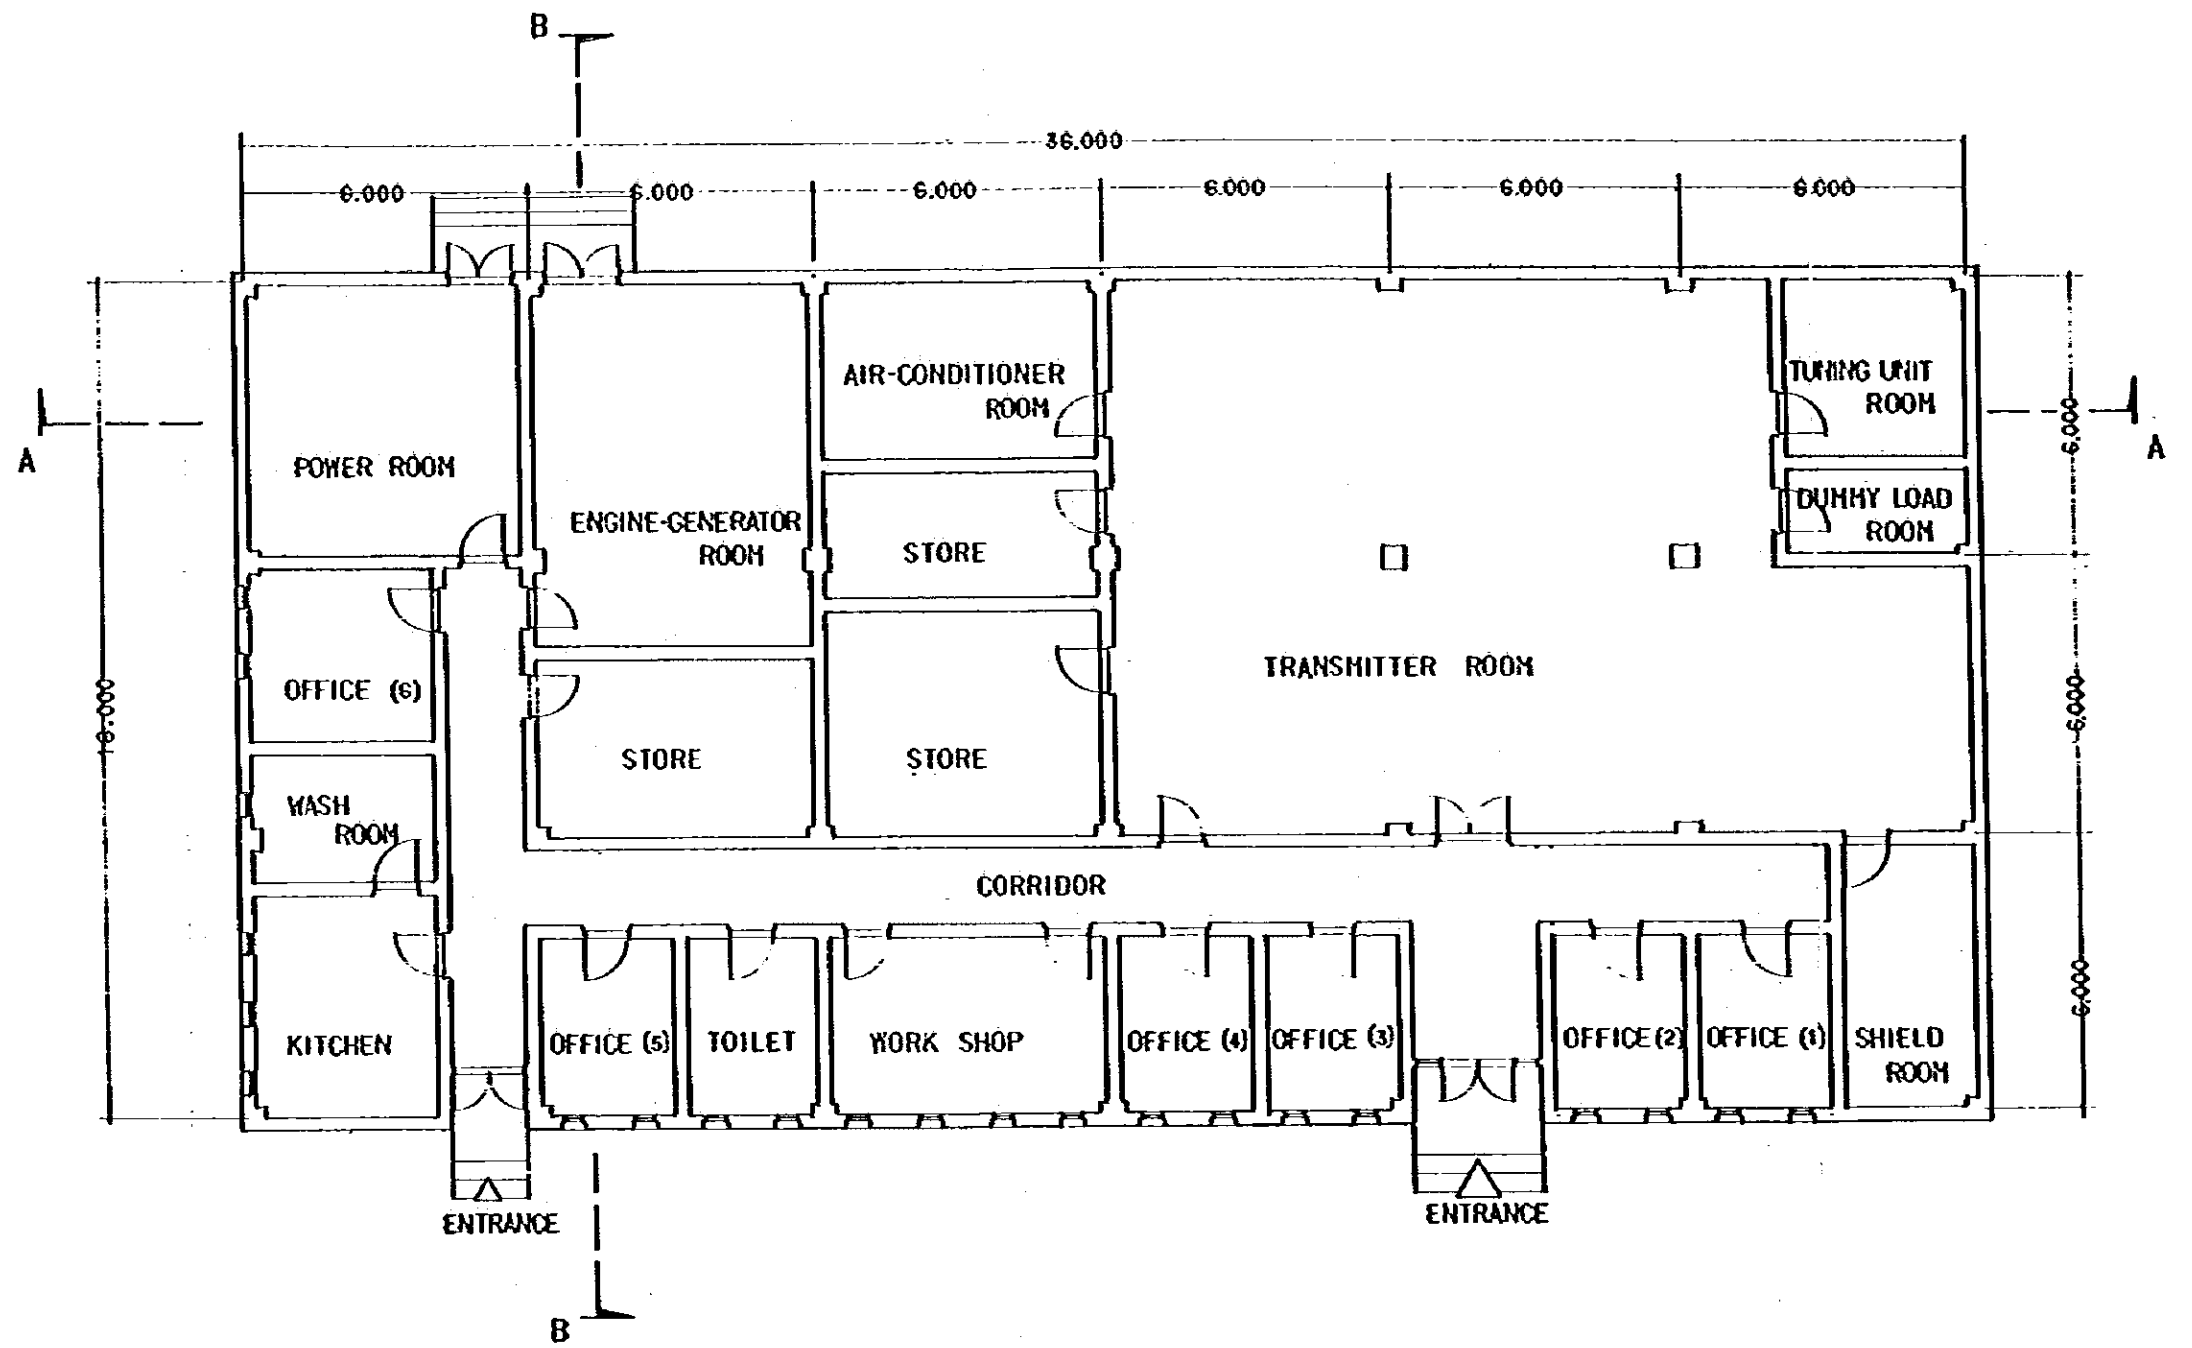 B
36.000
6.000 6.000 6.000 6.000 6.000 6.000
AIR-CONDITIONER
ROOM
TUNING UNIT
ROOM
A
A
6.000
POWER ROOM
ENGINE-GENERATOR
ROOM
STORE
DUMMY LOAD
ROOM
OFFICE (6)
TRANSMITTER ROOM
18.000
6.000
STORE
STORE
WASH
ROOM
CORRIDOR
6.000
KITCHEN
OFFICE (5)
TOILET
WORK SHOP
OFFICE (4)
OFFICE (3)
OFFICE (2)
OFFICE (1)
SHIELD
ROOM
ENTRANCE
ENTRANCE
B